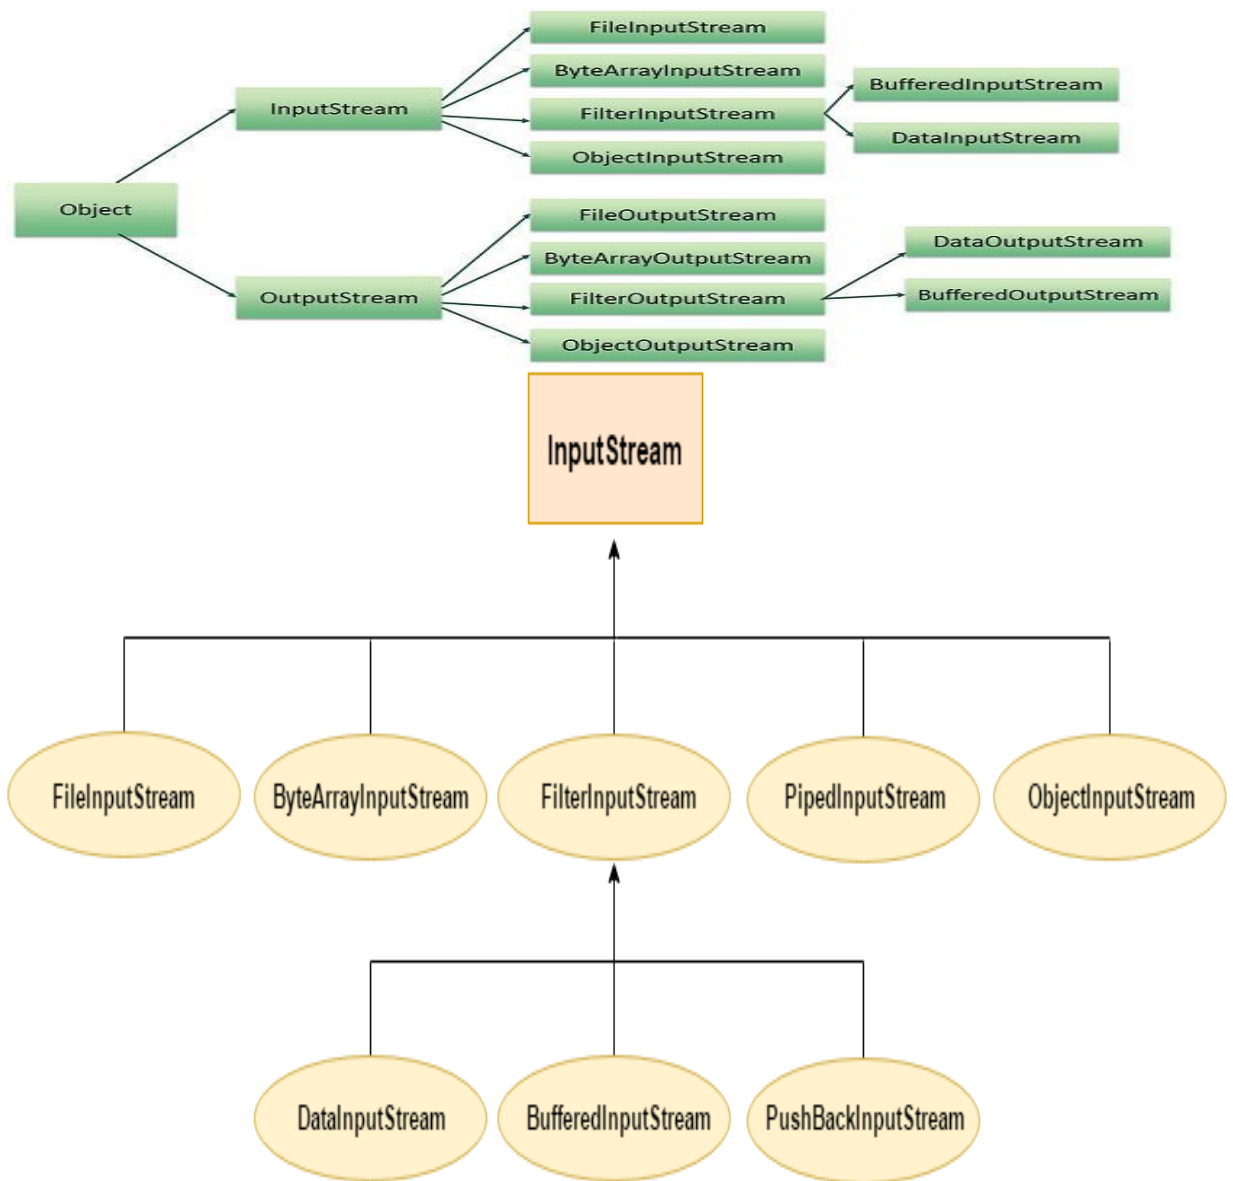 FileInputStream
ByteArrayInputStream
BufferedInputStream
InputStream
FilterInputStream
DataInputStream
ObjectInputStream
Object
FileOutputStream
DataOutputStream
ByteArrayOutputStream
OutputStream
FilterOutputStream
BufferedOutputStream
ObjectOutputStream
InputStream
FileInputStream
ByteArrayInputStream
FilterInputStream
PipedInputStream
ObjectInputStream
DataInputStream
BufferedInputStream
PushBackInputStream